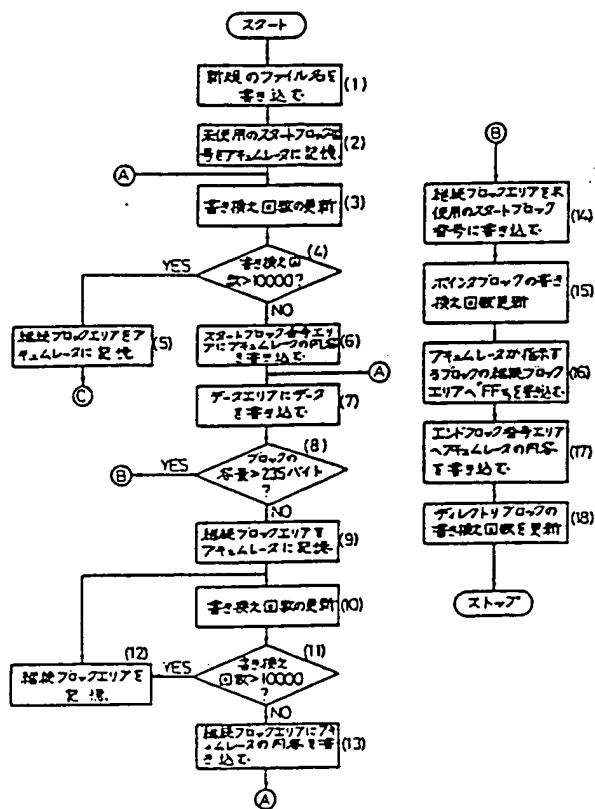 スタート
新規のファイル名を
書き込む
(1)
未使用のスタートブロック番
号をアキュムレータに記憶
(2)
A
書き換え回数の更新
(3)
書き換え回
数>10000?
(4)
YES
NO
継続ブロックエリアをア
キュムレータに記憶
(5)
C
スタートブロック番号エリ
アにアキュムレータの内容
を書き込む
(6)
A
データエリアにデータ
を書き込む
(7)
ブロックの
容量>235バイト
?
(8)
YES
B
NO
継続ブロックエリアを
アキュムレータに記憶
(9)
書き換え回数の更新
(10)
書き換え
回数>10000
?
(11)
YES
NO
(12)
継続ブロックエリアを
記憶
継続ブロックエリアにアキ
ュムレータの内容を書き
込む
(13)
A
B
継続ブロックエリアを未
使用のスタートブロック
番号に書き込む
(14)
ポインタブロックの書き
換え回数更新
(15)
アキュムレータが指示す
るブロックの継続ブロック
エリアへ"FF"を書込む
(16)
エンドブロック番号エリア
へアキュムレータの内容
を書き込む
(17)
ディレクトリブロックの
書き換え回数を更新
(18)
ストップ